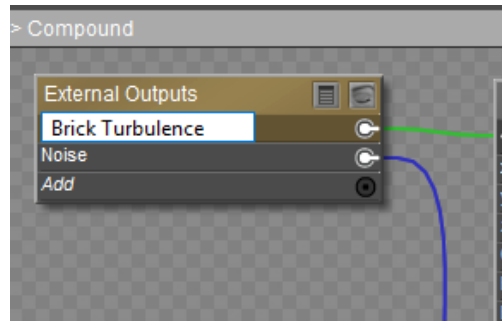 > Compound
External Outputs
Brick Turbulence
Noise
Add